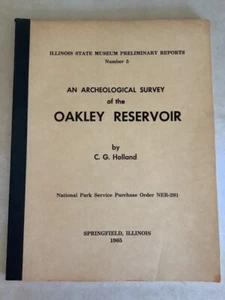 ILLINOIS STATE MUSEUM PRELIMINARY REPORTS
Number 5
AN ARCHEOLOGICAL SURVEY
of the
OAKLEY RESERVOIR
by
C. G. Holland
National Park Service Purchase Order NER-281
SPRINGFIELD, ILLINOIS
1965